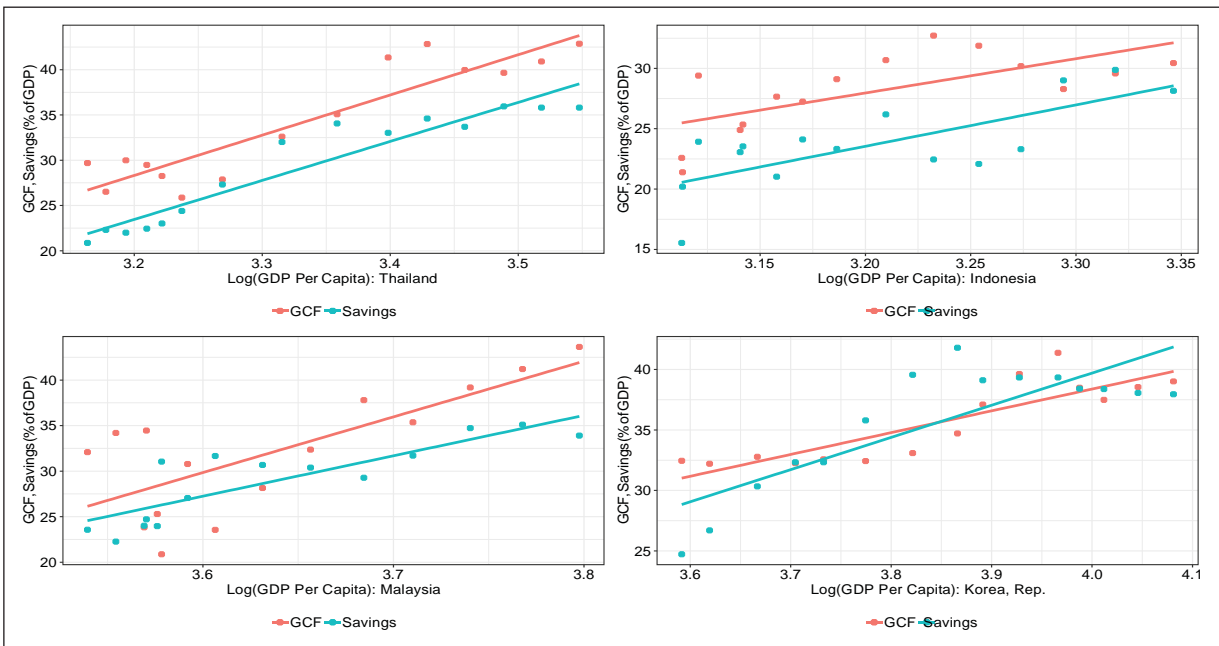 GCF, Savings (% of GDP)
40
35
30
25
20
3.2 3.3 3.4 3.5
Log(GDP Per Capita): Thailand
GCF Savings
GCF, Savings (% of GDP)
30
25
20
15
3.15 3.20 3.25 3.30 3.35
Log(GDP Per Capita): Indonesia
GCF Savings
GCF, Savings (% of GDP)
40
35
30
25
20
3.6 3.7 3.8
Log(GDP Per Capita): Malaysia
GCF Savings
GCF, Savings (% of GDP)
40
35
30
25
3.6 3.7 3.8 3.9 4.0 4.1
Log(GDP Per Capita): Korea, Rep.
GCF Savings